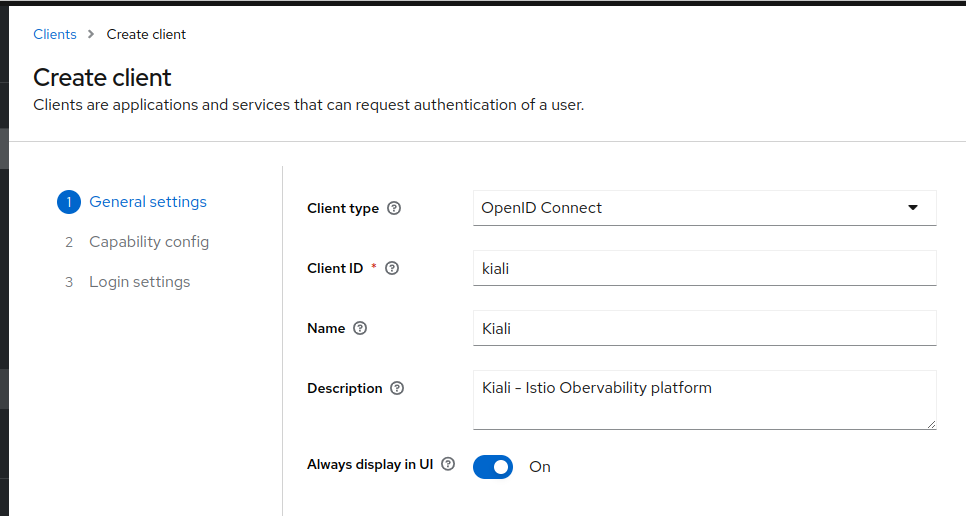 Clients > Create client
Create client
Clients are applications and services that can request authentication of a user.
1 General settings
2 Capability config
3 Login settings
Client type ? OpenID Connect
Client ID * ? kiali
Name ? Kiali
Description ? Kiali - Istio Obervability platform
Always display in UI ? On